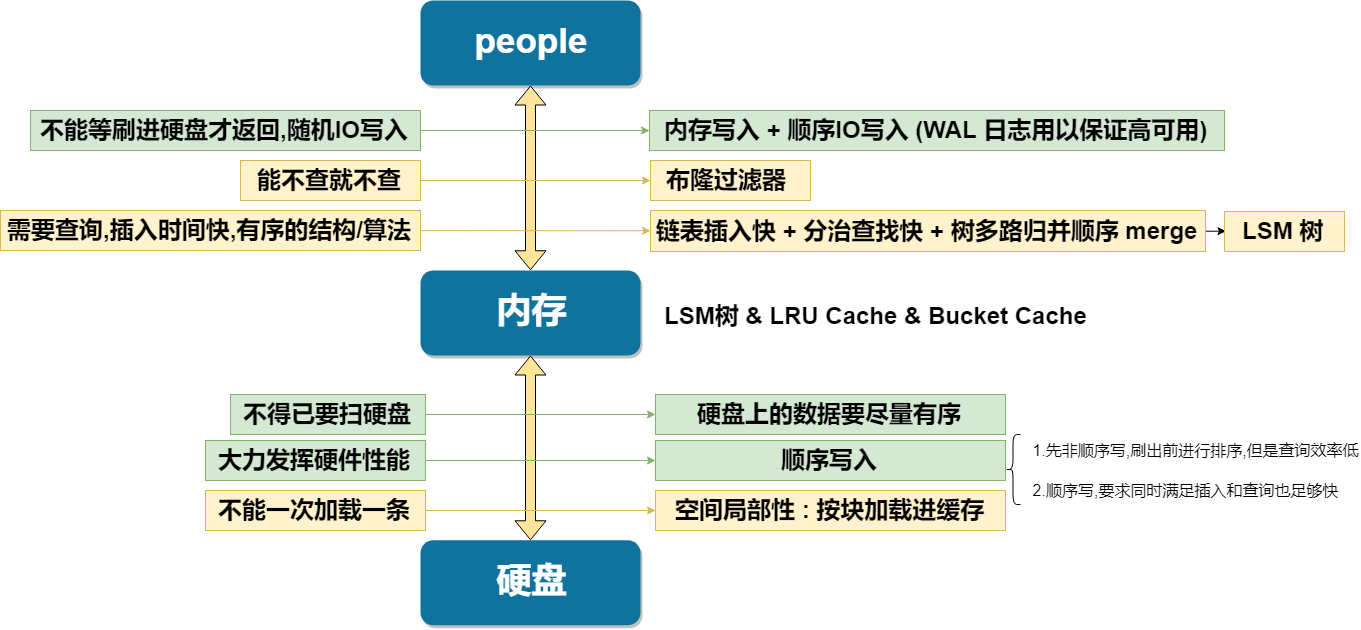 people
不能等刷进硬盘才返回,随机IO写入
内存写入 + 顺序IO写入 (WAL 日志用以保证高可用)
能不查就不查
布隆过滤器
需要查询,插入时间快,有序的结构/算法
链表插入快 + 分治查找快 + 树多路归并顺序 merge
LSM 树
内存
LSM树 & LRU Cache & Bucket Cache
不得已要扫硬盘
硬盘上的数据要尽量有序
大力发挥硬件性能
顺序写入
1.先非顺序写,刷出前进行排序,但是查询效率低
2.顺序写,要求同时满足插入和查询也足够快
不能一次加载一条
空间局部性 : 按块加载进缓存
硬盘